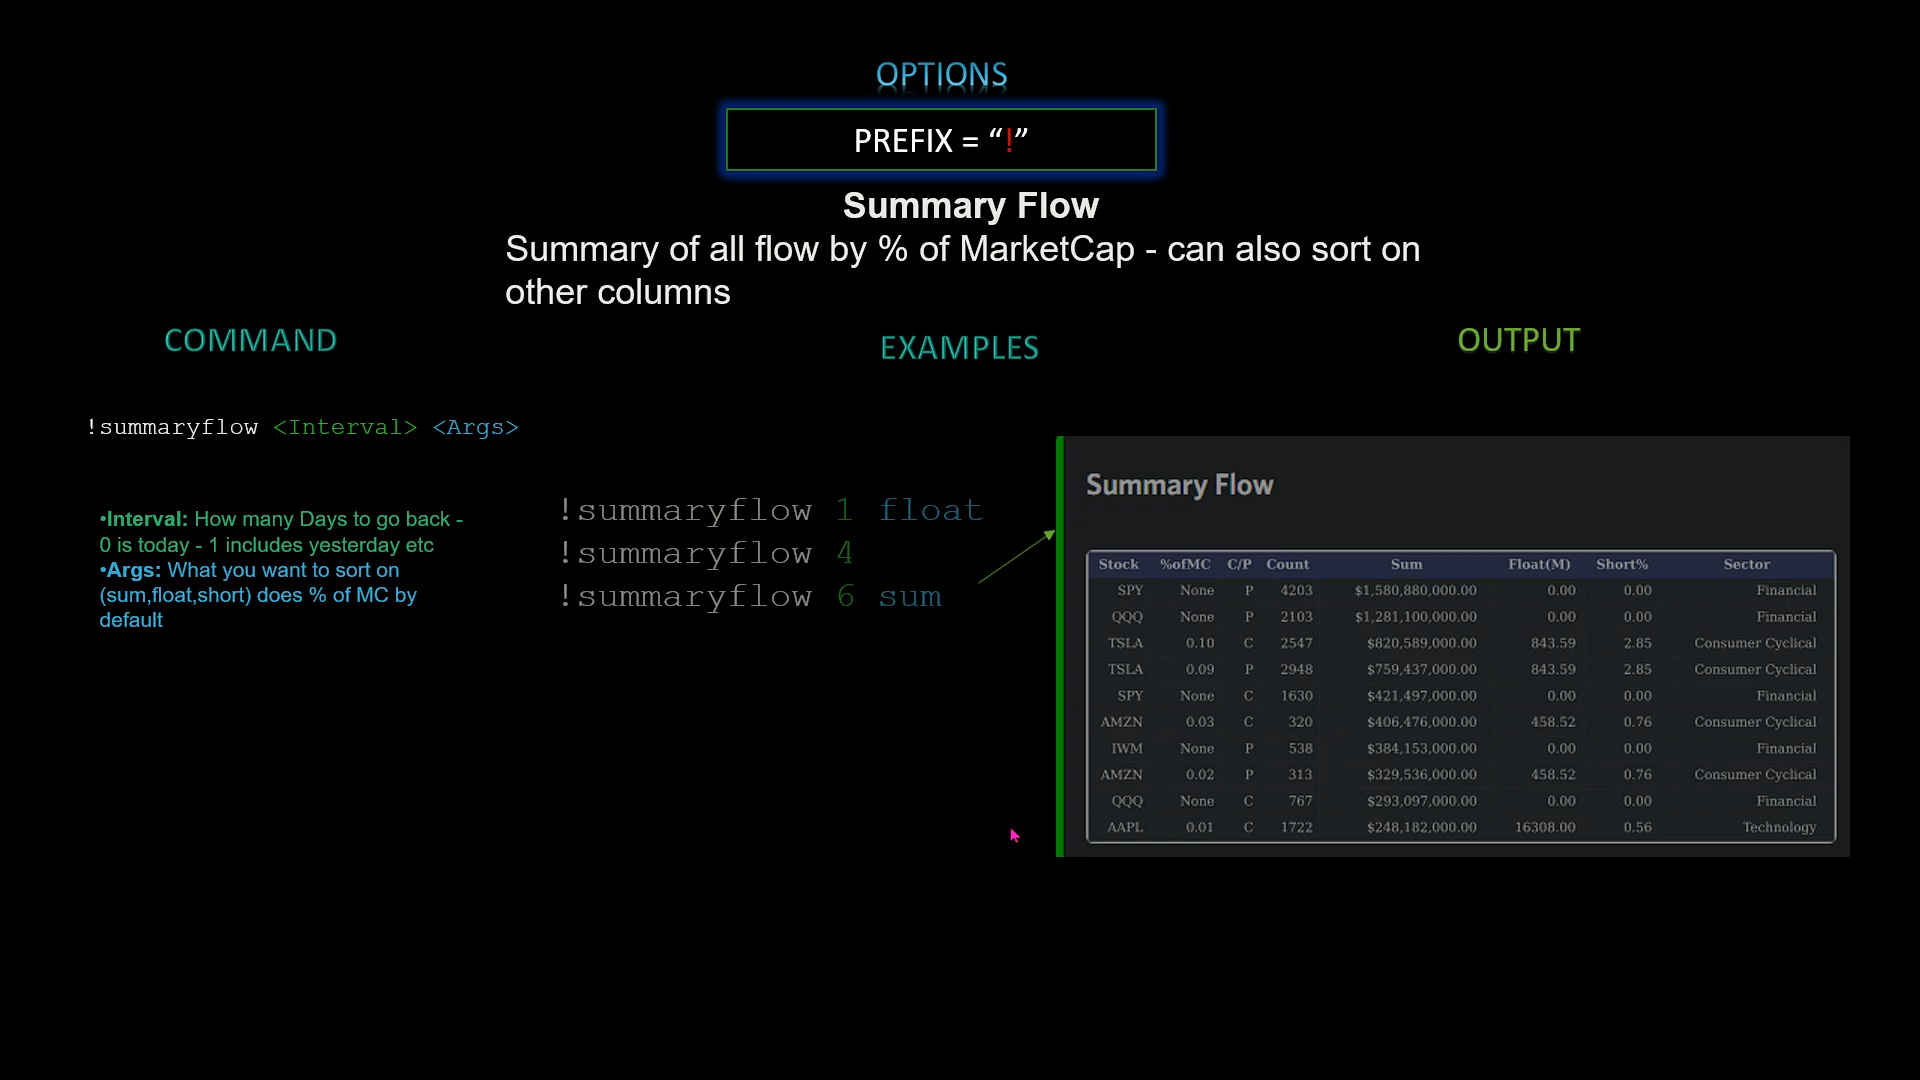 OPTIONS
PREFIX = “!”
Summary Flow
Summary of all flow by % of MarketCap - can also sort on
other columns
COMMAND
EXAMPLES
OUTPUT
!summaryflow <Interval> <Args>
•Interval: How many Days to go back -
0 is today - 1 includes yesterday etc
•Args: What you want to sort on
(sum,float,short) does % of MC by
default
!summaryflow 1 float
!summaryflow 4
!summaryflow 6 sum
Summary Flow
Stock %ofMC C/P Count Sum Float(M) Short% Sector
SPY None P 4203 $1,580,880,000.00 0.00 0.00 Financial
QQQ None P 2103 $1,281,100,000.00 0.00 0.00 Financial
TSLA 0.10 C 2547 $820,589,000.00 843.59 2.85 Consumer Cyclical
TSLA 0.09 P 2948 $759,437,000.00 843.59 2.85 Consumer Cyclical
SPY None C 1630 $421,497,000.00 0.00 0.00 Financial
AMZN 0.03 C 320 $406,476,000.00 458.52 0.76 Consumer Cyclical
IWM None P 538 $384,153,000.00 0.00 0.00 Financial
AMZN 0.02 P 313 $329,536,000.00 458.52 0.76 Consumer Cyclical
QQQ None C 767 $293,097,000.00 0.00 0.00 Financial
AAPL 0.01 C 1722 $248,182,000.00 16308.00 0.56 Technology